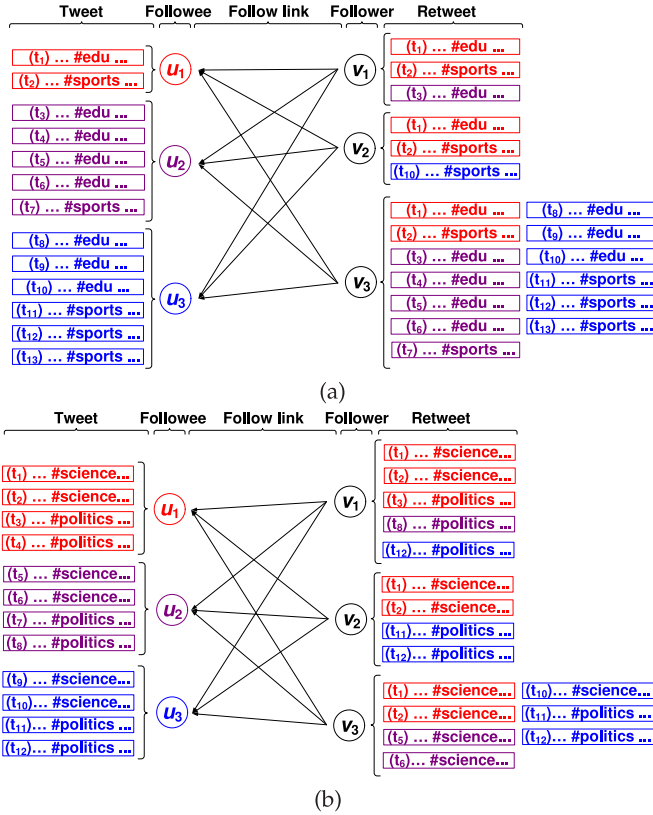 Tweet Followee Follow link Follower Retweet
(t1) ... #edu ...
(t2) ... #sports ...
(t3) ... #edu ...
(t4) ... #edu ...
(t5) ... #edu ...
(t6) ... #edu ...
(t7) ... #sports ...
(t8) ... #edu ...
(t9) ... #edu ...
(t10) ... #edu ...
(t11) ... #sports ...
(t12) ... #sports ...
(t13) ... #sports ...
u1
u2
u3
v1
v2
v3
(t1) ... #edu ...
(t2) ... #sports ...
(t3) ... #edu ...
(t1) ... #edu ...
(t2) ... #sports ...
(t10) ... #sports ...
(t1) ... #edu ... (t8) ... #edu ...
(t2) ... #sports ... (t9) ... #edu ...
(t3) ... #edu ... (t10) ... #edu ...
(t4) ... #edu ... (t11) ... #sports ...
(t5) ... #edu ... (t12) ... #sports ...
(t6) ... #edu ... (t13) ... #sports ...
(t7) ... #sports ...
(a)
Tweet Followee Follow link Follower Retweet
(t1) ... #science...
(t2) ... #science...
(t3) ... #politics ...
(t4) ... #politics ...
(t5) ... #science...
(t6) ... #science...
(t7) ... #politics ...
(t8) ... #politics ...
(t9) ... #science...
(t10)... #science...
(t11)... #politics ...
(t12)... #politics ...
u1
u2
u3
v1
v2
v3
(t1) ... #science...
(t2) ... #science...
(t3) ... #politics ...
(t8) ... #politics ...
(t12)... #politics ...
(t1) ... #science...
(t2) ... #science...
(t11)... #politics ...
(t12)... #politics ...
(t1) ... #science... (t10)... #science...
(t2) ... #science... (t11)... #politics ...
(t5) ... #science... (t12)... #politics ...
(t6) ... #science...
(b)